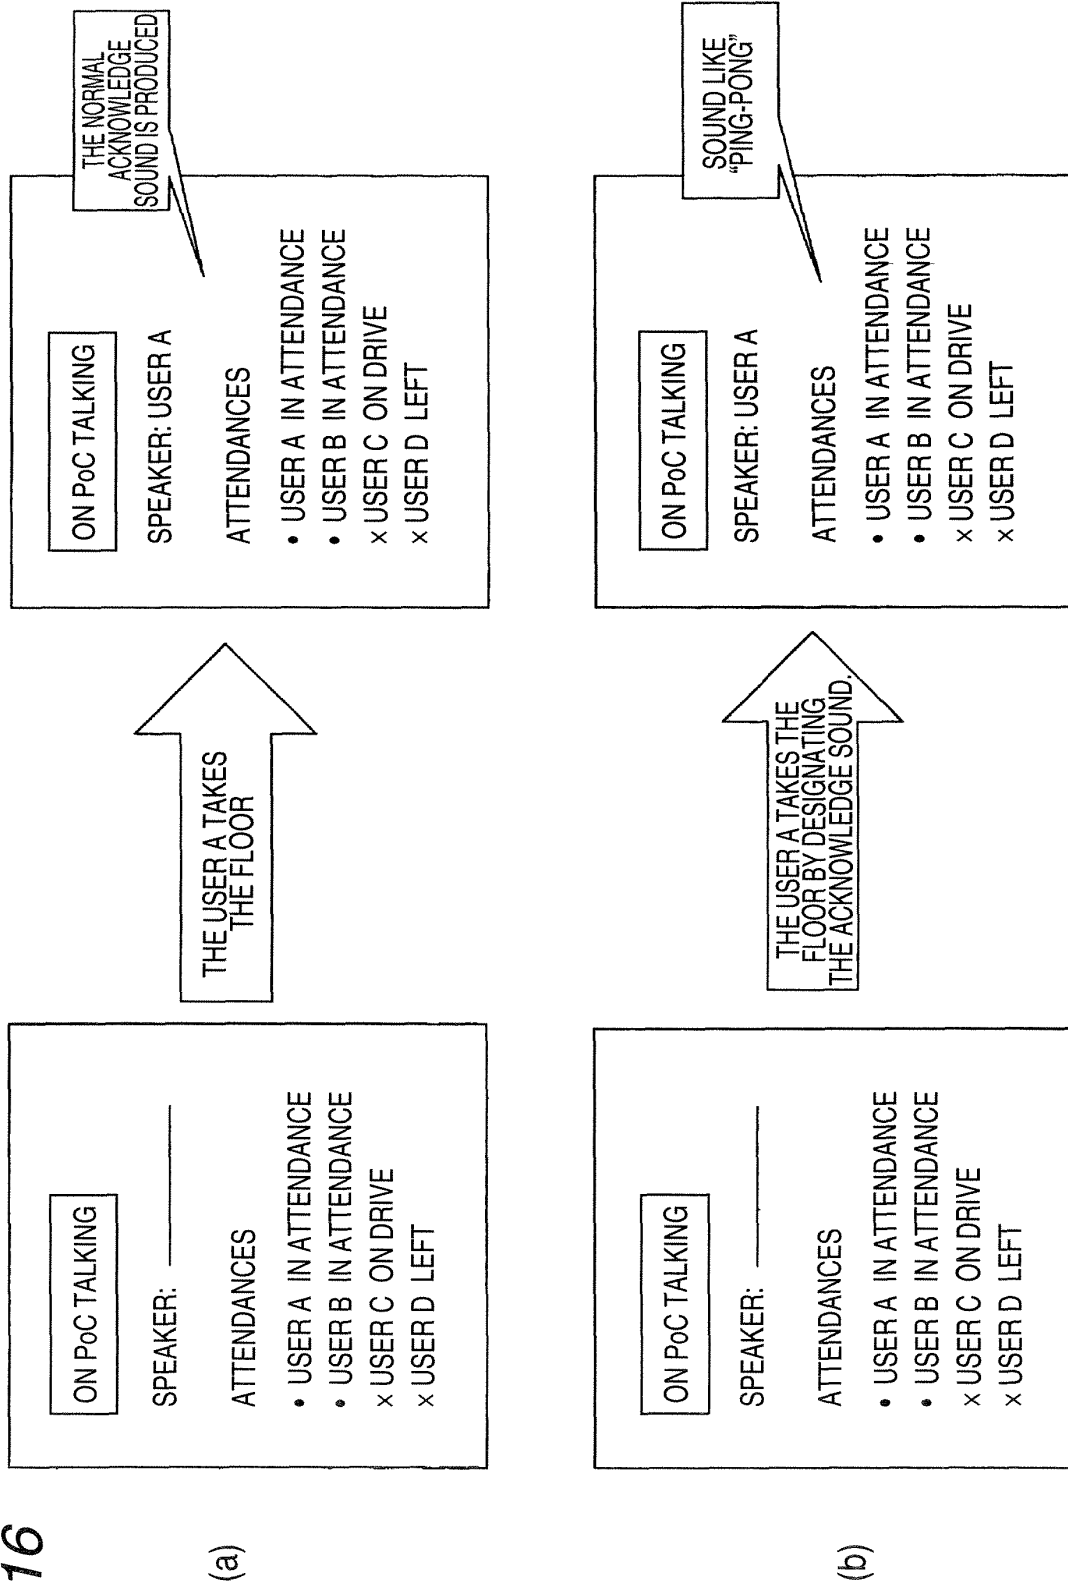 16
(a)
ON PoC TALKING
SPEAKER:
ATTENDANCES
• USER A IN ATTENDANCE
• USER B IN ATTENDANCE
x USER C ON DRIVE
x USER D LEFT
THE USER A TAKES
THE FLOOR
ON PoC TALKING
SPEAKER: USER A
ATTENDANCES
• USER A IN ATTENDANCE
• USER B IN ATTENDANCE
x USER C ON DRIVE
x USER D LEFT
THE NORMAL
ACKNOWLEDGE
SOUND IS PRODUCED
(b)
ON PoC TALKING
SPEAKER:
ATTENDANCES
• USER A IN ATTENDANCE
• USER B IN ATTENDANCE
x USER C ON DRIVE
x USER D LEFT
THE USER A TAKES THE
FLOOR BY DESIGNATING
THE ACKNOWLEDGE SOUND.
ON PoC TALKING
SPEAKER: USER A
ATTENDANCES
• USER A IN ATTENDANCE
• USER B IN ATTENDANCE
x USER C ON DRIVE
x USER D LEFT
SOUND LIKE
"PING-PONG"